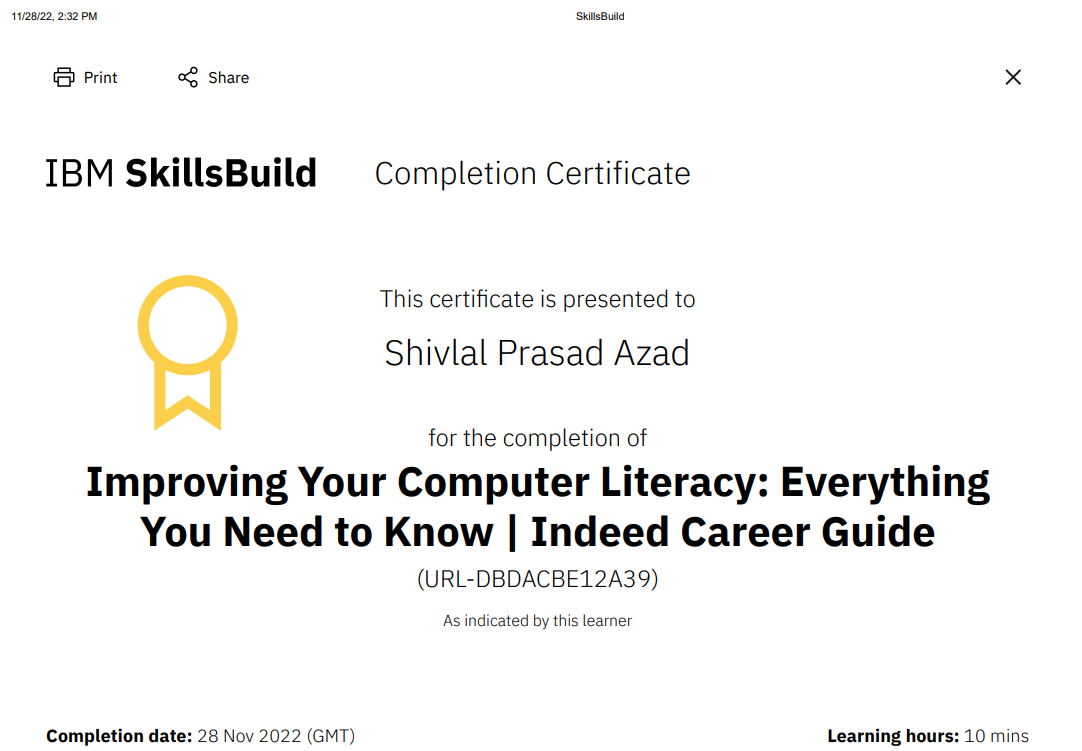 11/28/22, 2:32 PM SkillsBuild
Print Share
IBM SkillsBuild Completion Certificate
This certificate is presented to
Shivlal Prasad Azad
for the completion of
Improving Your Computer Literacy: Everything
You Need to Know | Indeed Career Guide
(URL-DBDACBE12A39)
As indicated by this learner
Completion date: 28 Nov 2022 (GMT) Learning hours: 10 mins